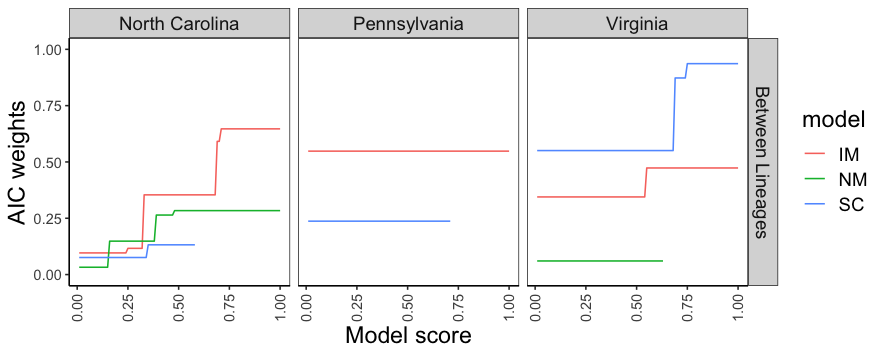 North Carolina Pennsylvania Virginia
AIC weights
1.00
0.75
0.50
0.25
0.00
0.00 0.25 0.50 0.75 1.00 0.00 0.25 0.50 0.75 1.00 0.00 0.25 0.50 0.75 1.00
Model score
Between Lineages
model
IM
NM
SC